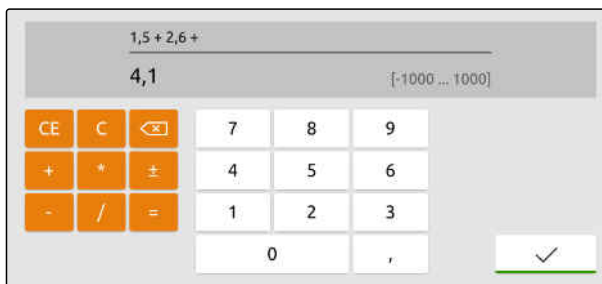 1,5 + 2,6 +
4,1 [-1000 ... 1000]
CE C 7 8 9
+ * ± 4 5 6
- / = 1 2 3
0 ,